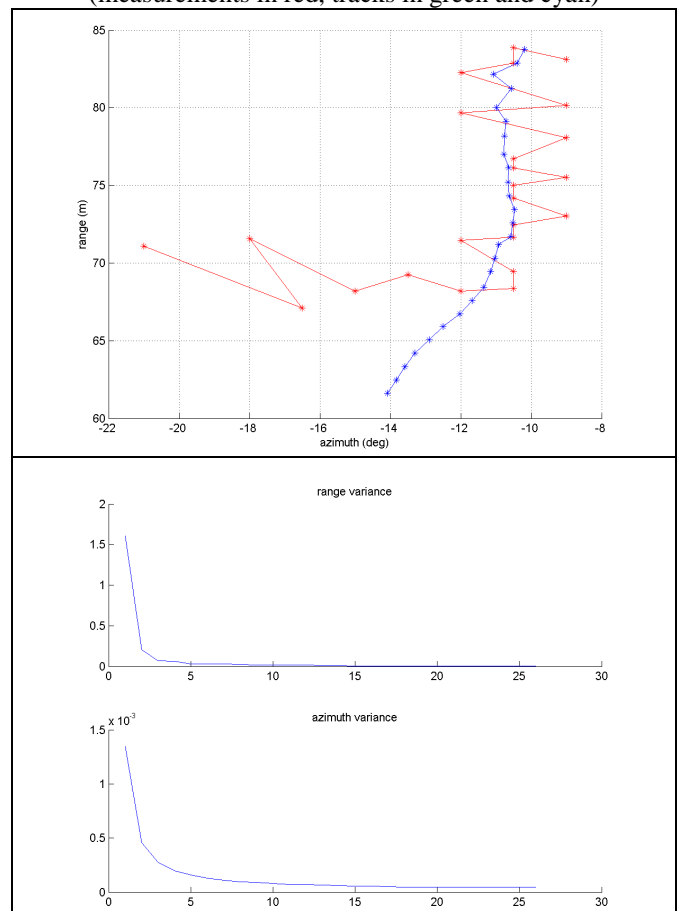 (measurements in red, tracks in green and cyan)
85
80
75
70
65
60
range (m)
-22 -20 -18 -16 -14 -12 -10 -8
azimuth (deg)
range variance
2
1.5
1
0.5
0
0 5 10 15 20 25 30
azimuth variance
x 10-3
1.5
1
0.5
0
0 5 10 15 20 25 30